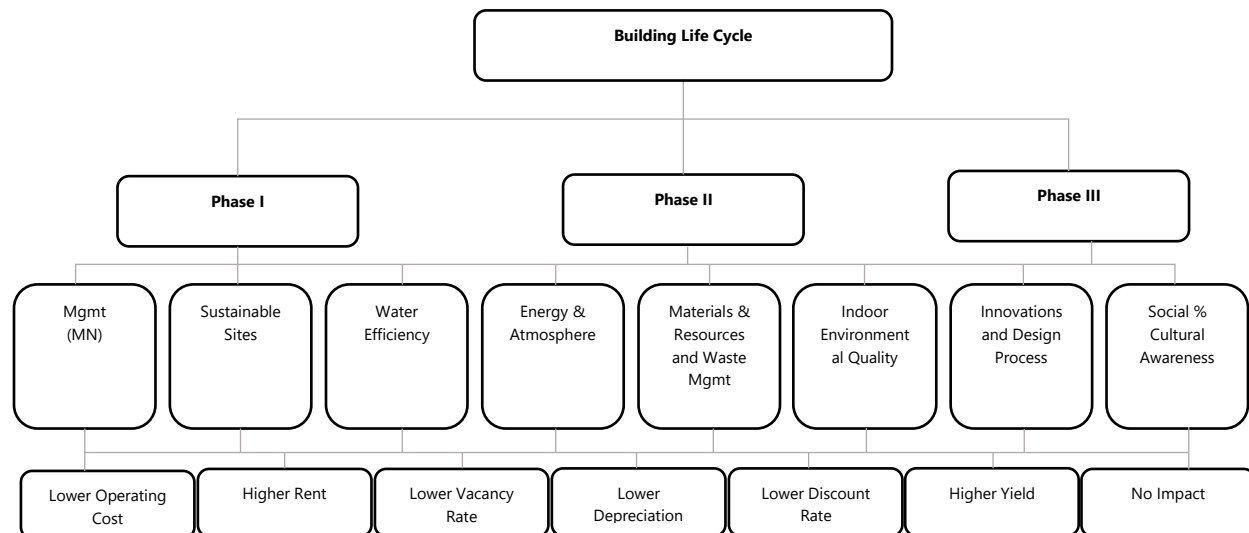 Building Life Cycle
Phase I
Phase II
Phase III
Mgmt
(MN)
Sustainable
Sites
Water
Efficiency
Energy &
Atmosphere
Materials &
Resources
and Waste
Mgmt
Indoor
Environment
al Quality
Innovations
and Design
Process
Social %
Cultural
Awareness
Lower Operating
Cost
Higher Rent
Lower Vacancy
Rate
Lower
Depreciation
Lower Discount
Rate
Higher Yield
No Impact